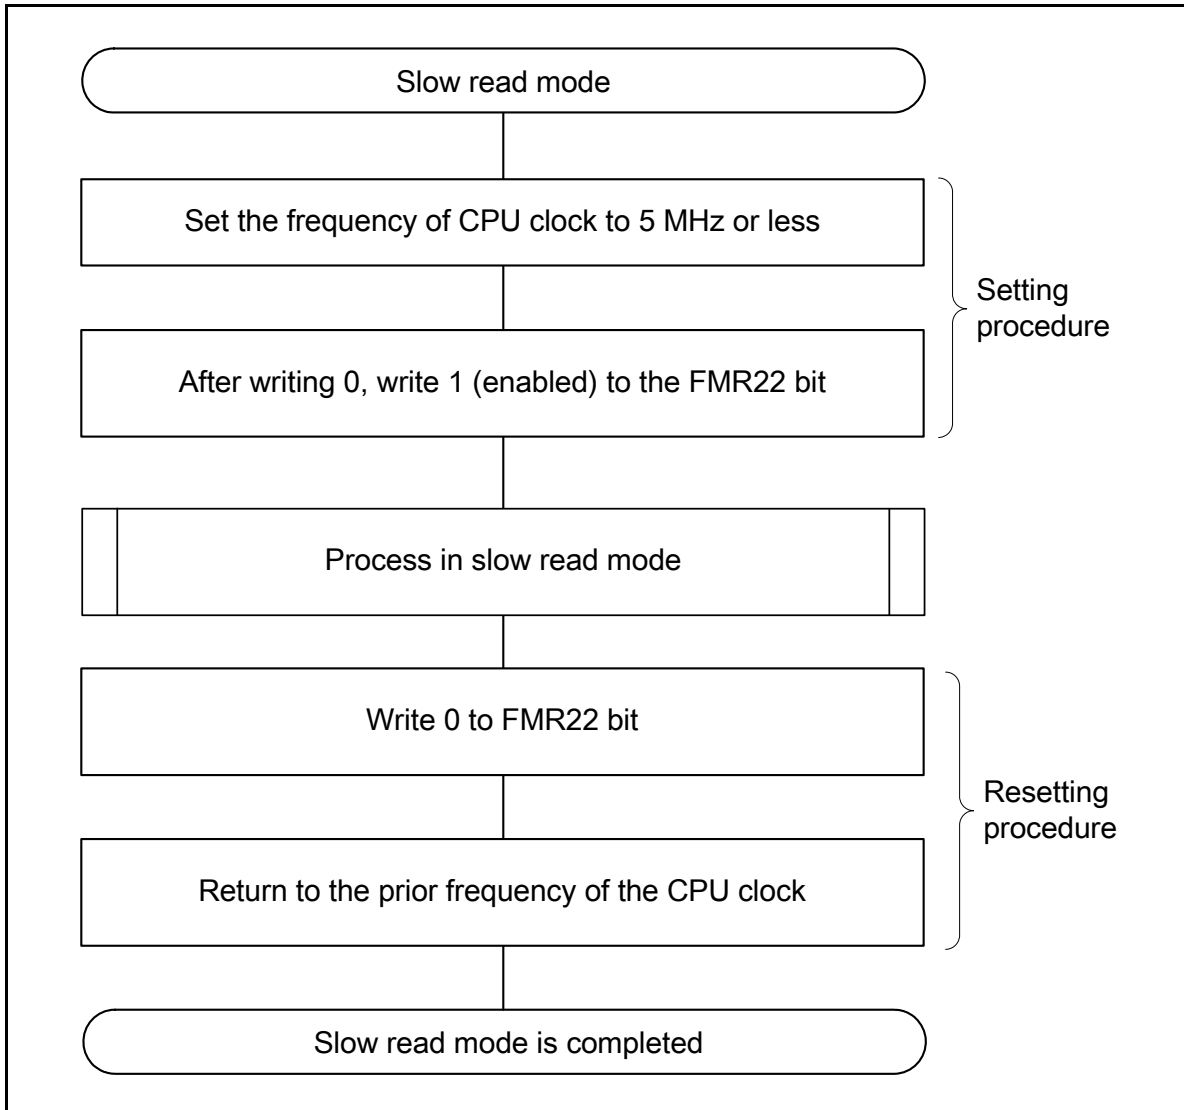 Slow read mode
Set the frequency of CPU clock to 5 MHz or less
Setting
procedure
After writing 0, write 1 (enabled) to the FMR22 bit
Process in slow read mode
Write 0 to FMR22 bit
Resetting
procedure
Return to the prior frequency of the CPU clock
Slow read mode is completed